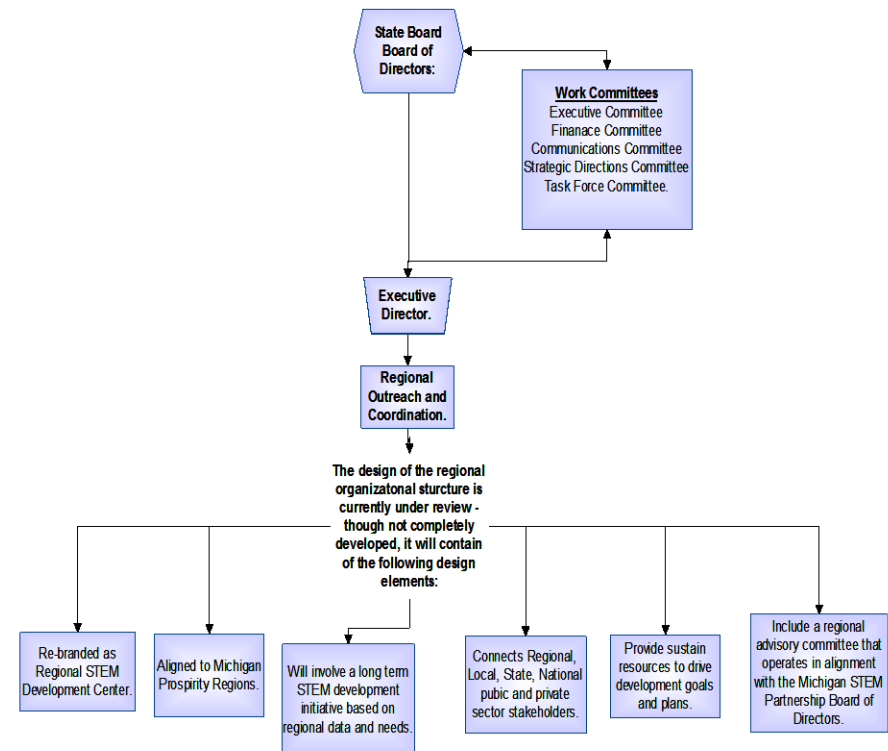 State Board
Board of
Directors:
Work Committees
Executive Committee
Finanace Committee
Communications Committee
Strategic Directions Committee
Task Force Committee.
Executive
Director.
Regional
Outreach and
Coordination.
The design of the regional
organizatonal sturcture is
currently under review -
though not completely
developed, it will contain
of the following design
elements:
Re-branded as
Regional STEM
Development Center.
Aligned to Michigan
Prospirity Regions.
Will involve a long term
STEM development
initiative based on
regional data and needs.
Connects Regional,
Local, State, National
pubic and private
sector stakeholders.
Provide sustain
resources to drive
development goals
and plans.
Include a regional
advisory committee that
operates in alignment
with the Michigan STEM
Partnership Board of
Directors.